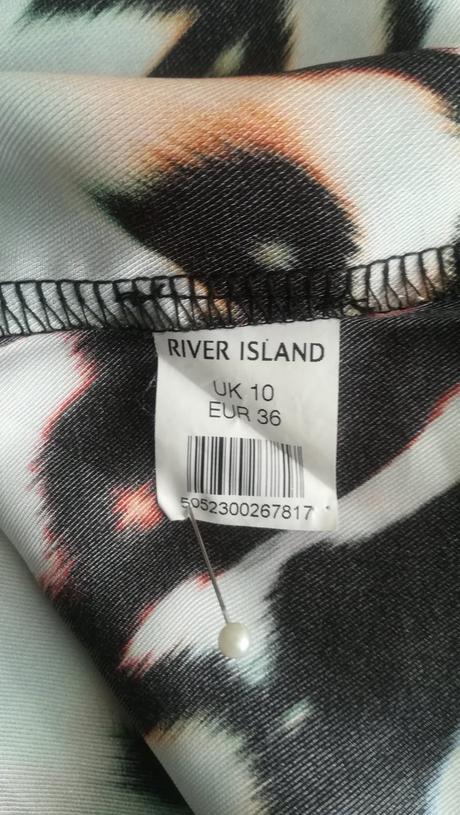 RIVER ISLAND
UK 10
EUR 36
5052300267817